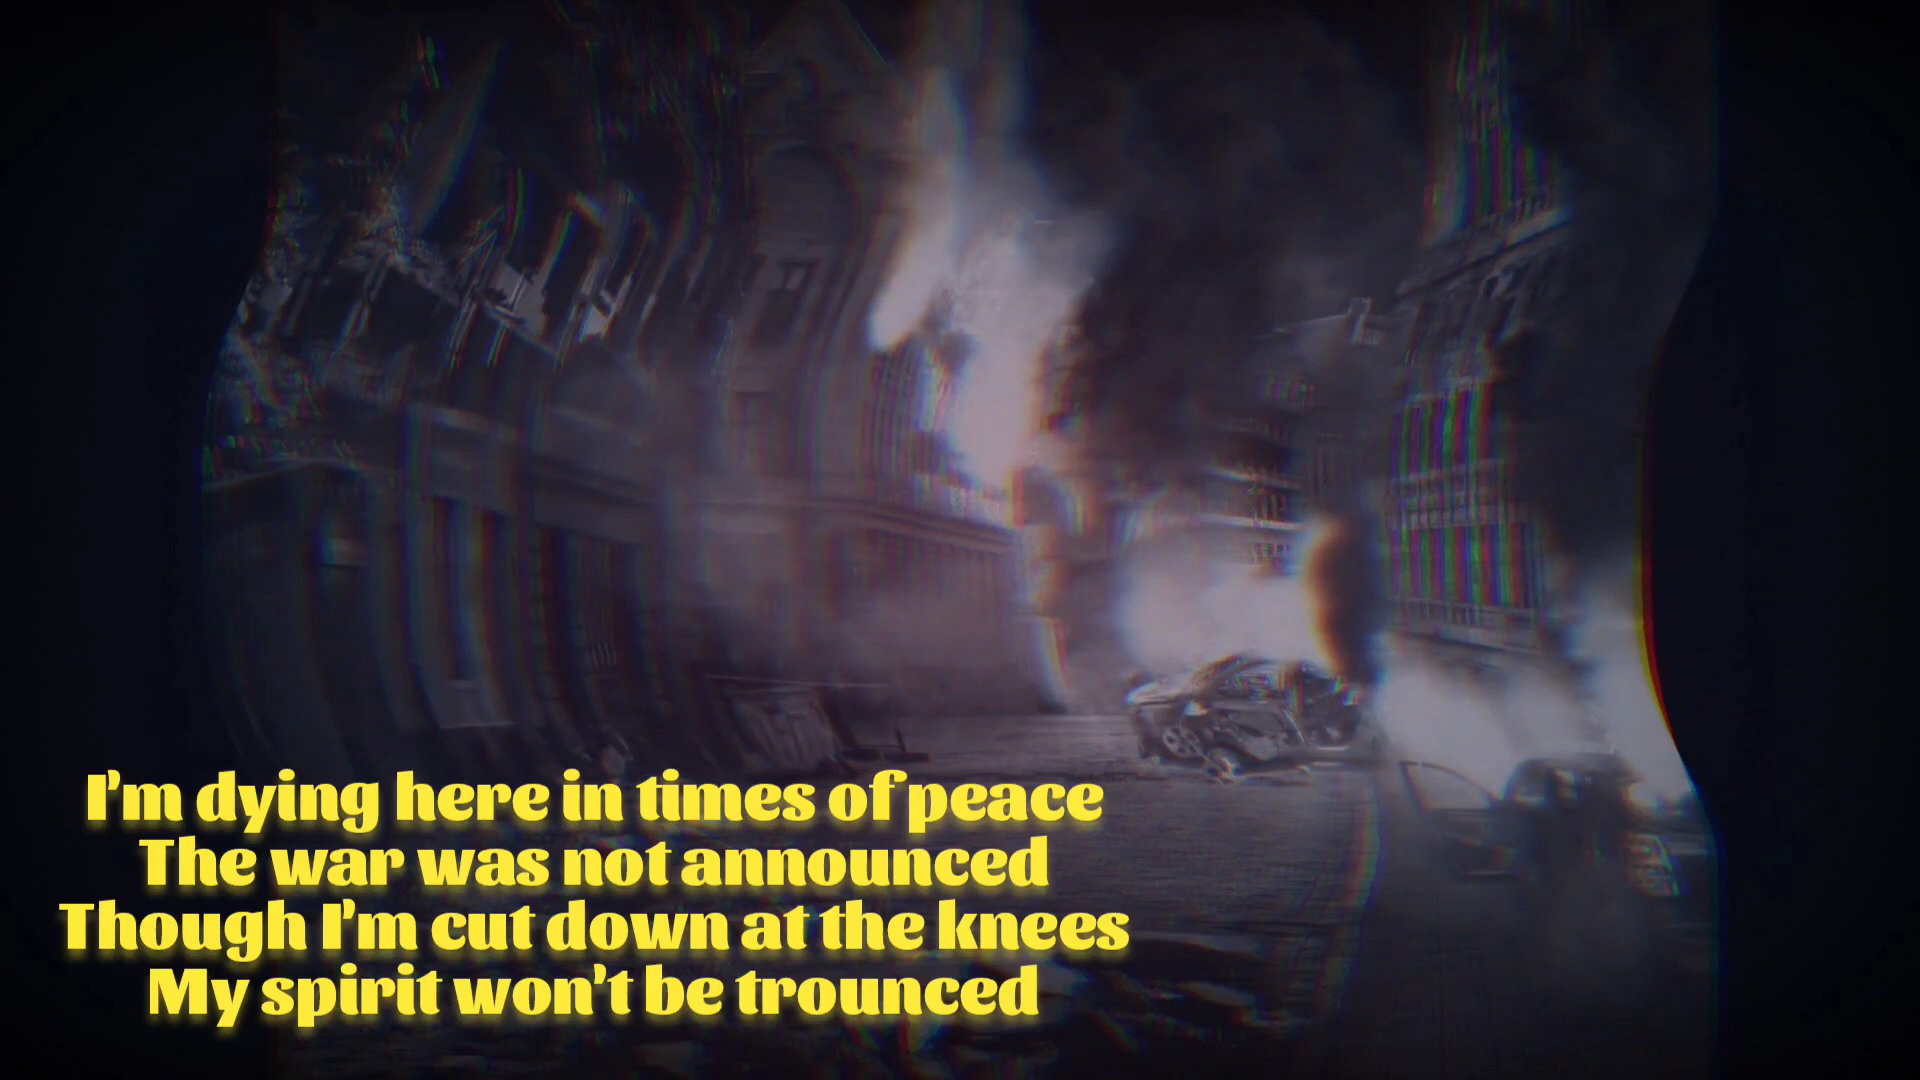 I'm dying here in times of peace
The war was not announced
Though I'm cut down at the knees
My spirit won't be trounced